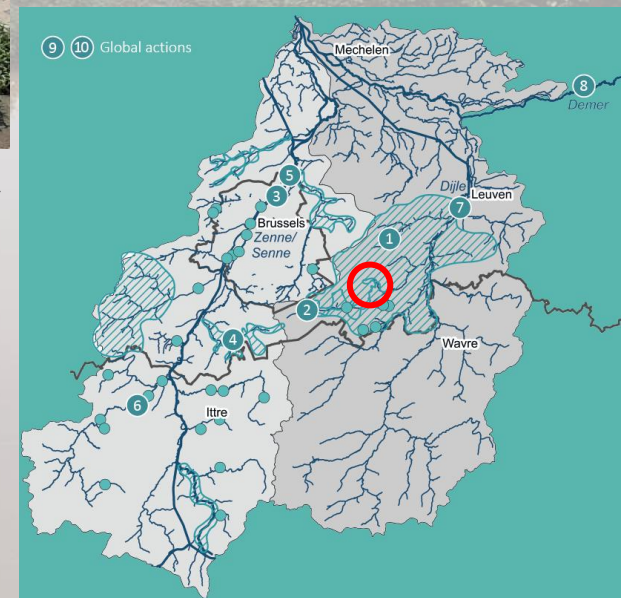 9 10 Global actions
Mechelen
8
Demer
5
Dijle
Leuven
3
7
Brussels
1
Zenne/
Senne
2
4
Wavre
6
Ittre